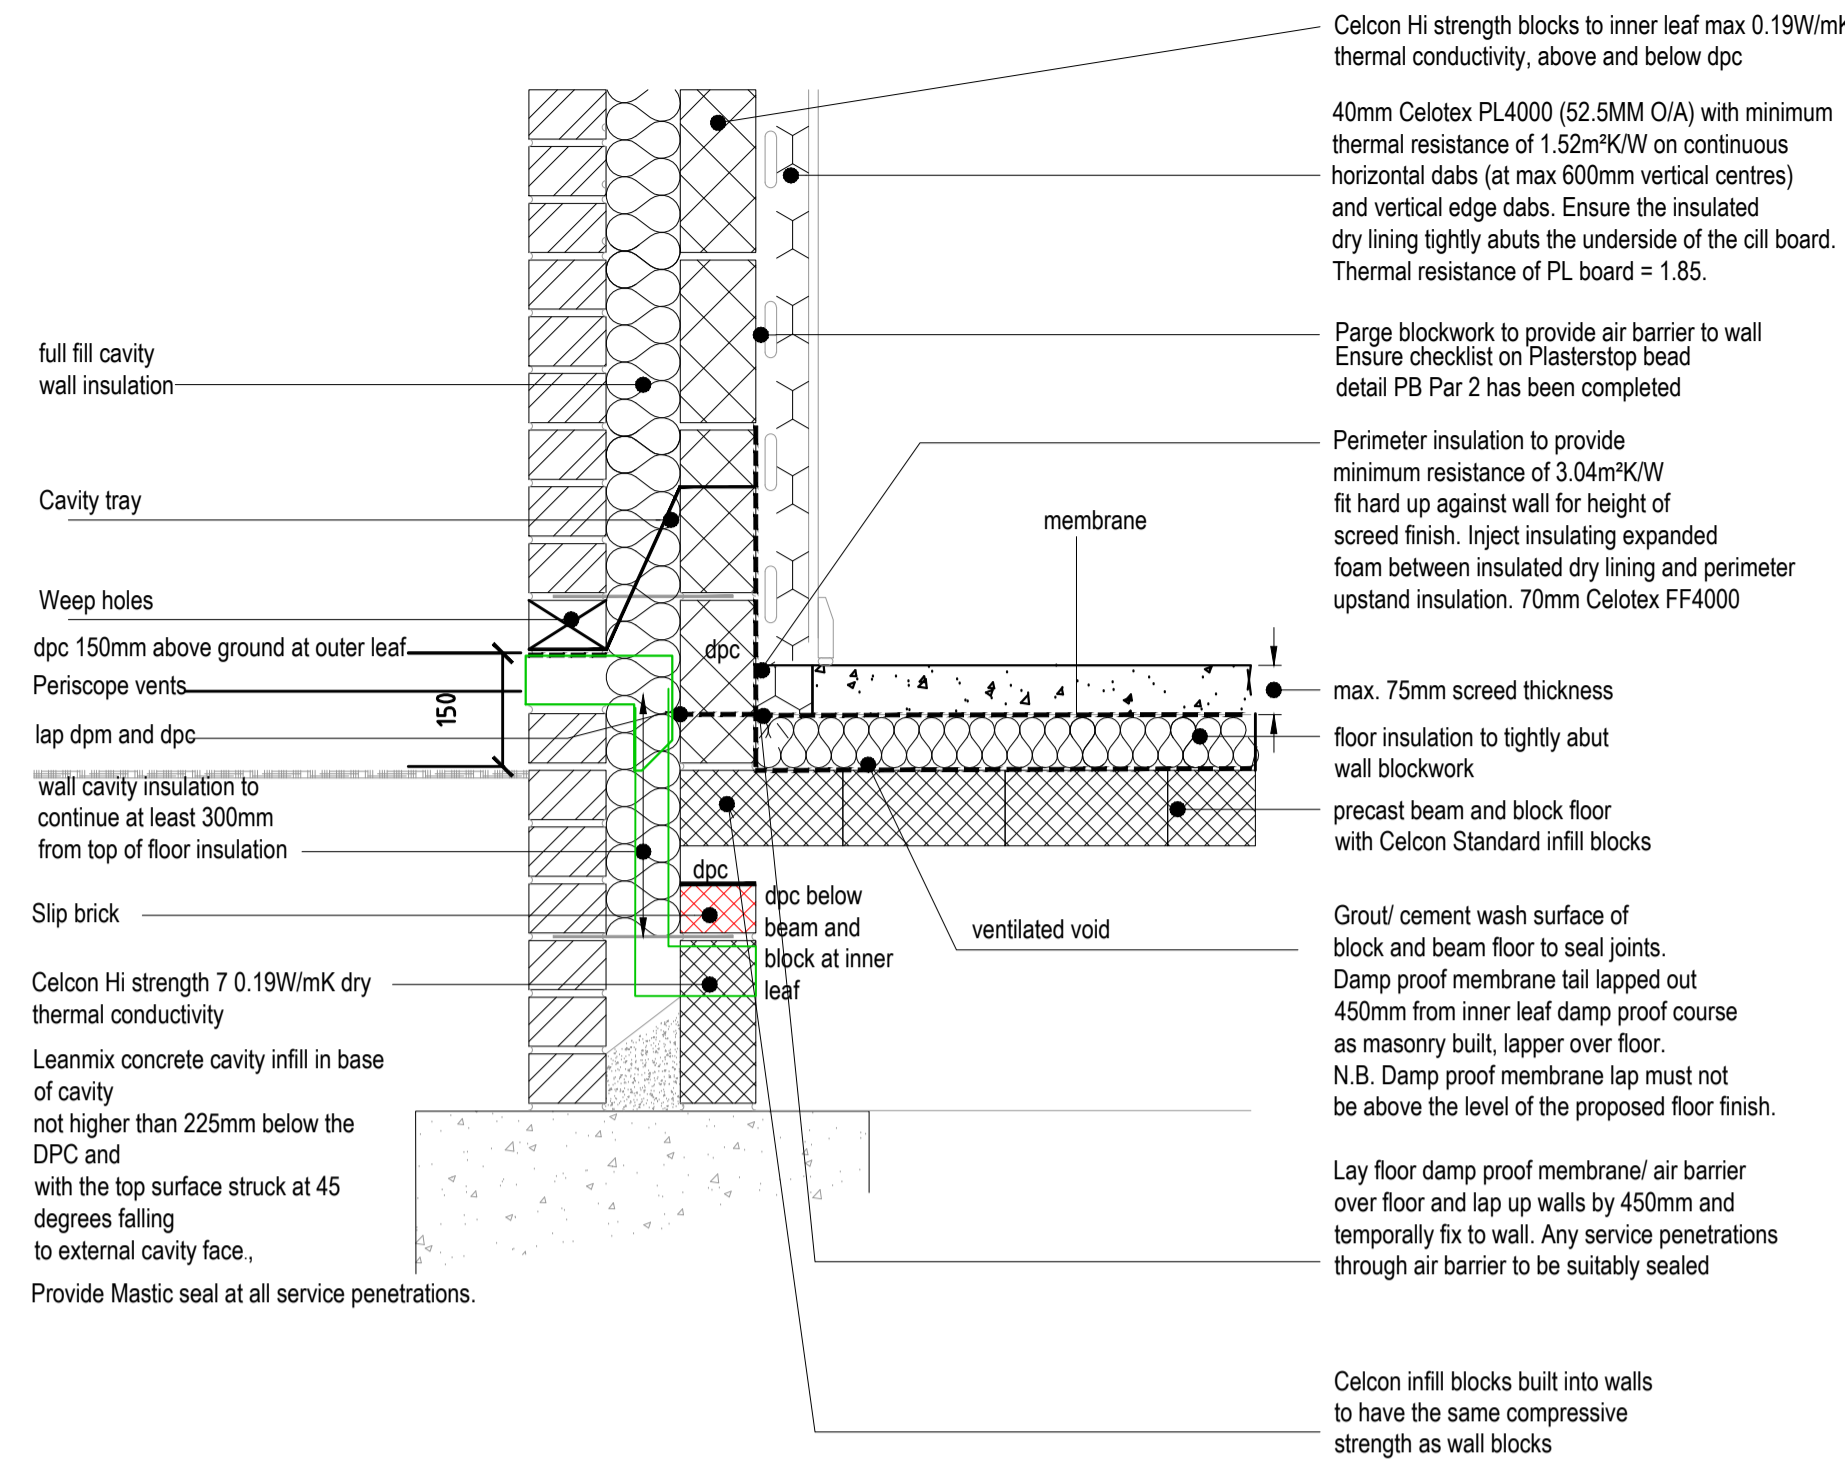 full fill cavity
wall insulation
Cavity tray
Weep holes
dpc 150mm above ground at outer leaf
Periscope vents
150
lap dpm and dpc
wall cavity insulation to
continue at least 300mm
from top of floor insulation
Slip brick
Celcon Hi strength 7 0.19W/mK dry
thermal conductivity
Leanmix concrete cavity infill in base
of cavity
not higher than 225mm below the
DPC and
with the top surface struck at 45
degrees falling
to external cavity face.,
Provide Mastic seal at all service penetrations.
dpc
membrane
dpc
dpc below
beam and
block at inner
leaf
ventilated void
Celcon Hi strength blocks to inner leaf max 0.19W/mK
thermal conductivity, above and below dpc
40mm Celotex PL4000 (52.5MM O/A) with minimum
thermal resistance of 1.52m²K/W on continuous
horizontal dabs (at max 600mm vertical centres)
and vertical edge dabs. Ensure the insulated
dry lining tightly abuts the underside of the cill board.
Thermal resistance of PL board = 1.85.
Parge blockwork to provide air barrier to wall
Ensure checklist on Plasterstop bead
detail PB Par 2 has been completed
Perimeter insulation to provide
minimum resistance of 3.04m²K/W
fit hard up against wall for height of
screed finish. Inject insulating expanded
foam between insulated dry lining and perimeter
upstand insulation. 70mm Celotex FF4000
max. 75mm screed thickness
floor insulation to tightly abut
wall blockwork
precast beam and block floor
with Celcon Standard infill blocks
Grout/ cement wash surface of
block and beam floor to seal joints.
Damp proof membrane tail lapped out
450mm from inner leaf damp proof course
as masonry built, lapper over floor.
N.B. Damp proof membrane lap must not
be above the level of the proposed floor finish.
Lay floor damp proof membrane/ air barrier
over floor and lap up walls by 450mm and
temporally fix to wall. Any service penetrations
through air barrier to be suitably sealed
Celcon infill blocks built into walls
to have the same compressive
strength as wall blocks